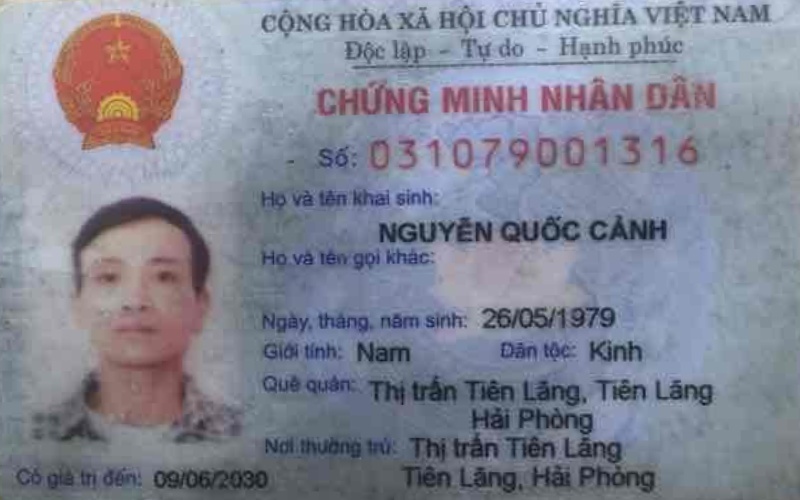 CỘNG HÒA XÃ HỘI CHỦ NGHĨA VIỆT NAM
Độc lập - Tự do - Hạnh phúc
CHỨNG MINH NHÂN DÂN
Số: 031079001316
Họ và tên khai sinh:
NGUYỄN QUỐC CẢNH
Họ và tên gọi khác:
Ngày, tháng, năm sinh: 26/05/1979
Giới tính: Nam Dân tộc: Kinh
Quê quán: Thị trấn Tiên Lãng, Tiên Lãng
Hải Phòng
Nơi thường trú: Thị trấn Tiên Lãng
Có giá trị đến: 09/06/2030 Tiên Lãng, Hải Phòng